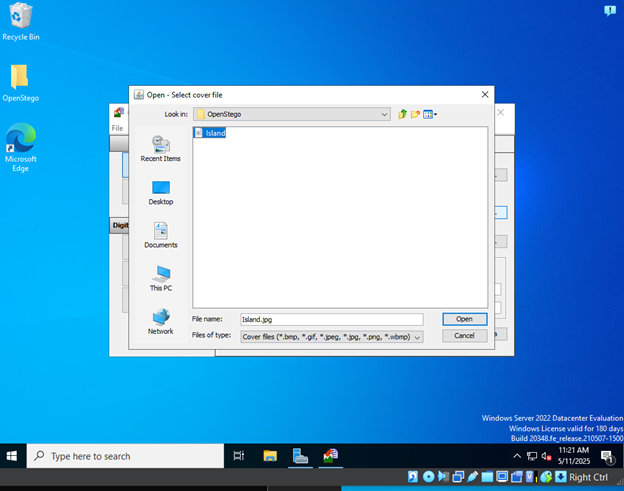 Recycle Bin
OpenStego
Microsoft
Edge
Open - Select cover file
File
Look in:
OpenStego
Island
Recent Items
Desktop
Documents
This PC
Network
Digit
File name:
Island.jpg
Open
Files of type:
Cover files (*.bmp, *.gif, *.jpeg, *.jpg, *.png, *.wbmp)
Cancel
Windows Server 2022 Datacenter Evaluation
Windows License valid for 180 days
Build 20348.fe_release.210507-1500
Type here to search
11:21 AM
5/11/2025
1
Right Ctrl